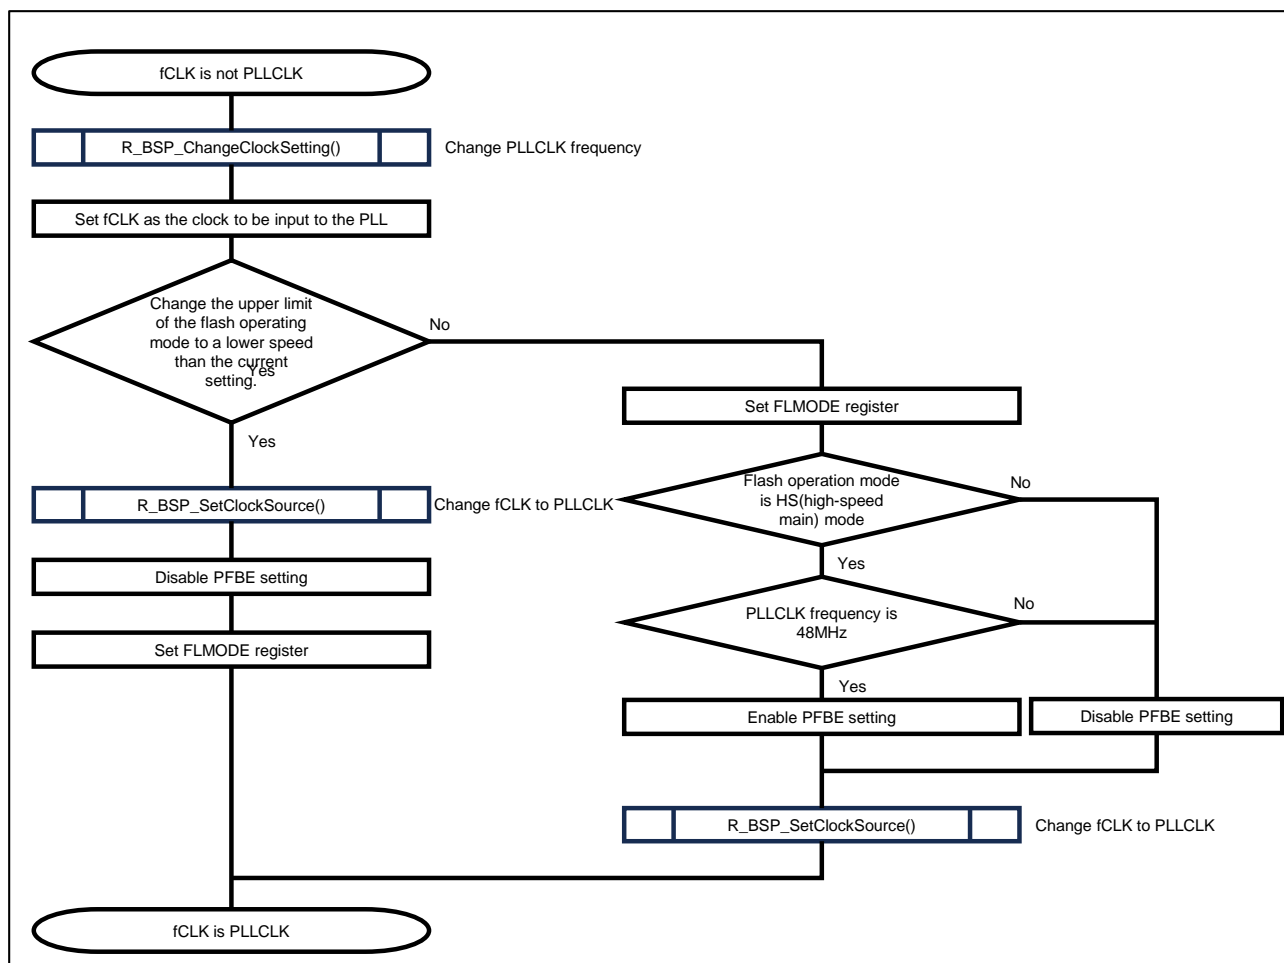 fCLK is not PLLCLK
R_BSP_ChangeClockSetting()
Change PLLCLK frequency
Set fCLK as the clock to be input to the PLL
Change the upper limit
of the flash operating
mode to a lower speed
than the current
setting.
Yes
No
Yes
R_BSP_SetClockSource()
Change fCLK to PLLCLK
Disable PFBE setting
Set FLMODE register
Set FLMODE register
Flash operation mode
is HS(high-speed
main) mode
No
Yes
PLLCLK frequency is
48MHz
No
Yes
Enable PFBE setting
Disable PFBE setting
R_BSP_SetClockSource()
Change fCLK to PLLCLK
fCLK is PLLCLK